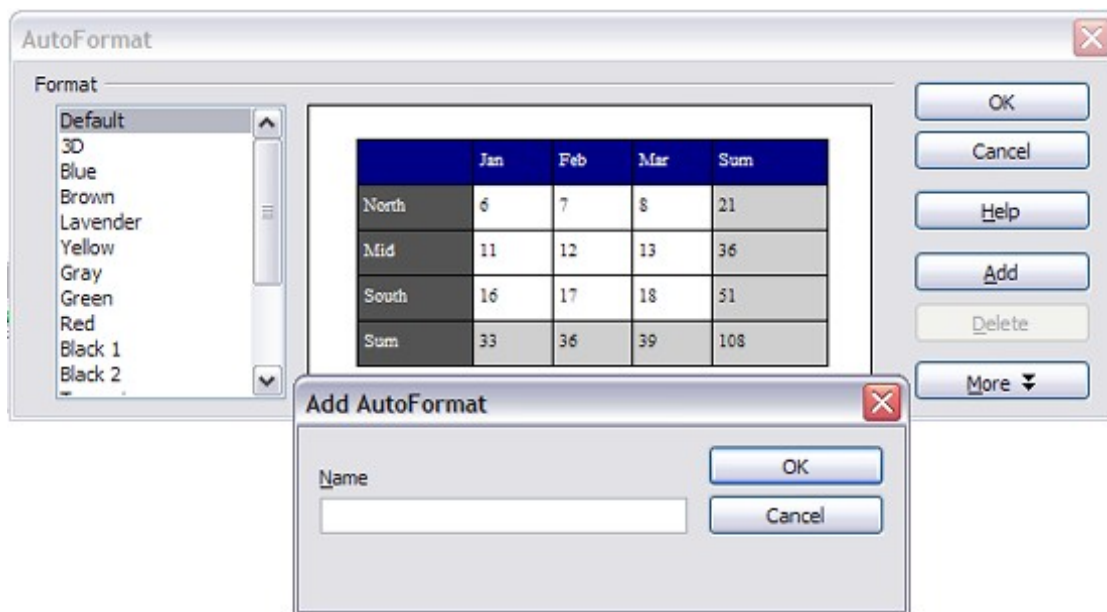 AutoFormat
Format
Default
3D
Blue
Brown
Lavender
Yellow
Gray
Green
Red
Black 1
Black 2
Jan Feb Mar Sum
North 6 7 8 21
Mid 11 12 13 36
South 16 17 18 51
Sum 33 36 39 108
OK
Cancel
Help
Add
Delete
More
Add AutoFormat
Name
OK
Cancel